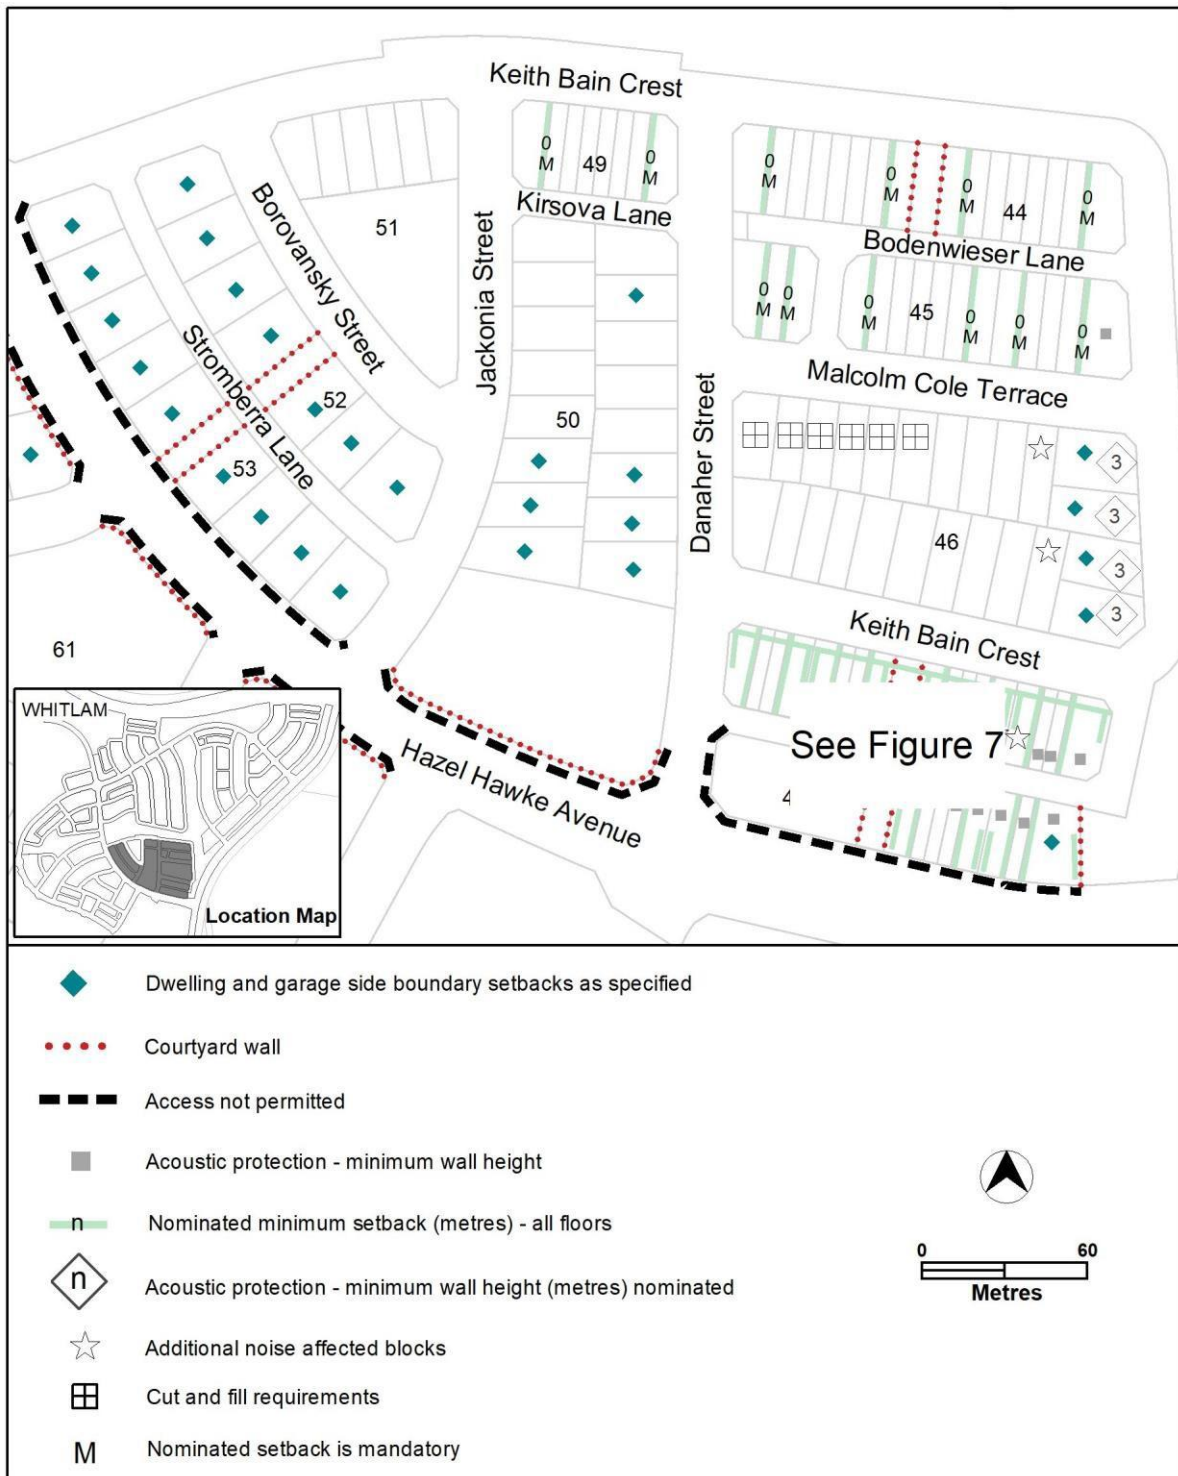 Keith Bain Crest
0
M
49
0
M
0
M
0
M
0
M
44
0
M
Kirsova Lane
Bodenwieser Lane
51
Borovansky Street
Jackonia Street
0
M
0
M
0
M
45
0
M
0
M
0
M
Malcolm Cole Terrace
Stromberra Lane
52
50
53
Danaher Street
3
3
3
3
46
Keith Bain Crest
61
See Figure 7
4
Hazel Hawke Avenue
WHITLAM
Location Map
Dwelling and garage side boundary setbacks as specified
Courtyard wall
Access not permitted
Acoustic protection - minimum wall height
n Nominated minimum setback (metres) - all floors
n Acoustic protection - minimum wall height (metres) nominated
Additional noise affected blocks
Cut and fill requirements
M Nominated setback is mandatory
0 60
Metres